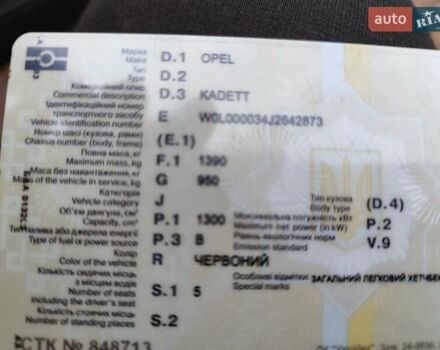 auto RIA
Марка
Make D.1 OPEL
Тип
Type D.2
Комерційний опис
Commercial description D.3 KADETT
Ідентифікаційний номер
транспортного засобу
Vehicle identification number E W0L000034J2642873
Номер шасі (кузова, рами)
Chassis number (body, frame) (E.1)
Повна маса, кг
Maximum mass, kg F.1 1390
Маса без навантаження, кг
Mass of the vehicle in service, kg G 950
Категорія
Vehicle category J
Тип кузова
Body type (D.4)
Об'єм двигуна, см³
Capacity, cm³ P.1 1300
Максимальна потужність кВт
Maximum net power (in kW) P.2
Тип палива або джерела енергії
Type of fuel or power source P.3 B
Рівень екологічних норм
Emission standard V.9
Колір
Color of the vehicle R ЧЕРВОНИЙ
Кількість сидячих місць
з місцем водія
Number of seats
including the driver's seat S.1 5
Особливі відмітки
Special marks ЗАГАЛЬНИЙ ЛЕГКОВИЙ ХЕТЧБЕК
Кількість стоячих місць
Number of standing places S.2
СТК № 848713